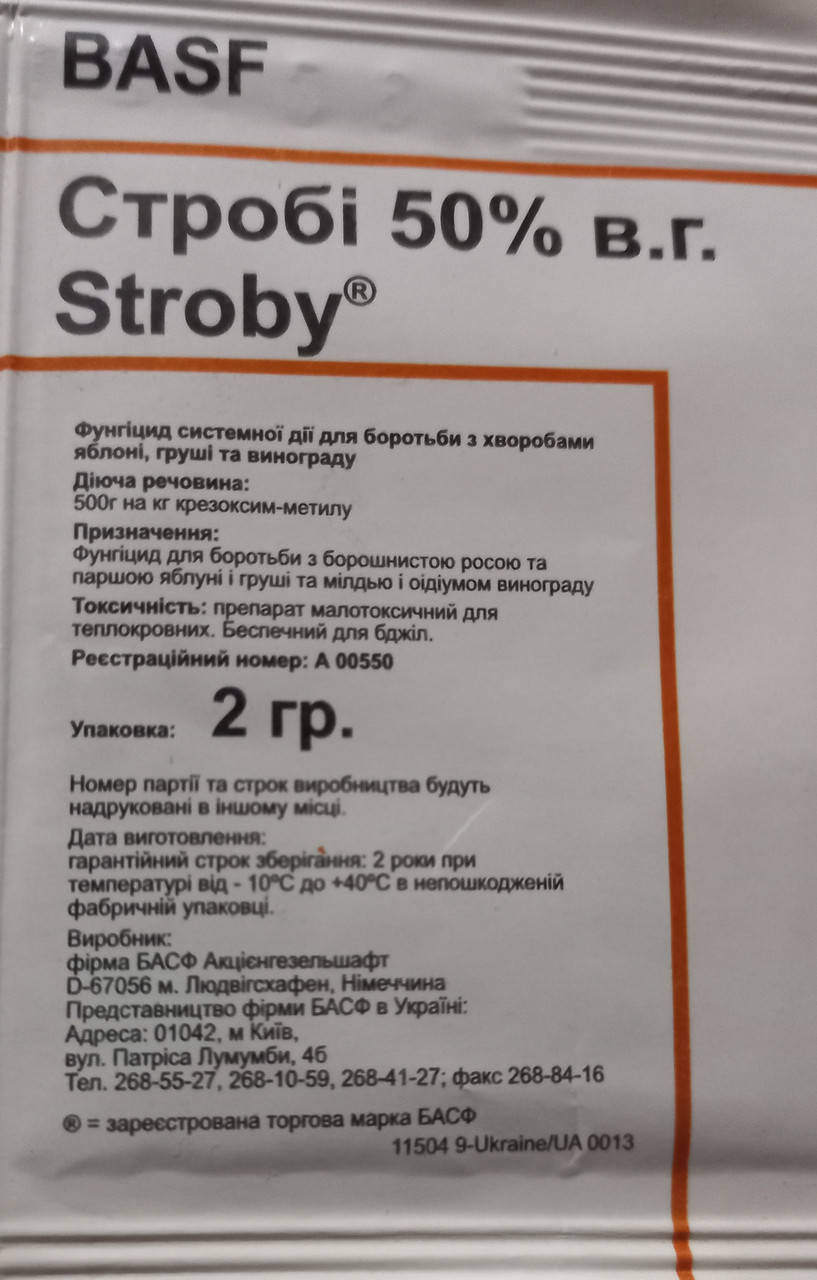 BASF
Стробі 50% в.г.
Stroby®
Фунгіцид системної дії для боротьби з хворобами
яблоні, груші та винограду
Діюча речовина:
500г на кг крезоксим-метилу
Призначення:
Фунгіцид для боротьби з борошнистою росою та
паршою яблуні і груші та мілдью і оїдіумом винограду
Токсичність: препарат малотоксичний для
теплокровних. Беспечний для бджіл.
Реєстраційний номер: А 00550
Упаковка: 2 гр.
Номер партії та строк виробництва будуть
надруковані в іншому місці.
Дата виготовлення:
гарантійний строк зберігання: 2 роки при
температурі від - 10ºС до +40ºС в непошкодженій
фабричній упаковці.
Виробник:
фірма БАСФ Акцієнгезельшафт
D-67056 м. Людвігсхафен, Німеччина
Представництво фірми БАСФ в Україні:
Адреса: 01042, м Київ,
вул. Патріса Лумумби, 4б
Тел. 268-55-27, 268-10-59, 268-41-27; факс 268-84-16
® = зареєстрована торгова марка БАСФ
11504 9-Ukraine/UA 0013